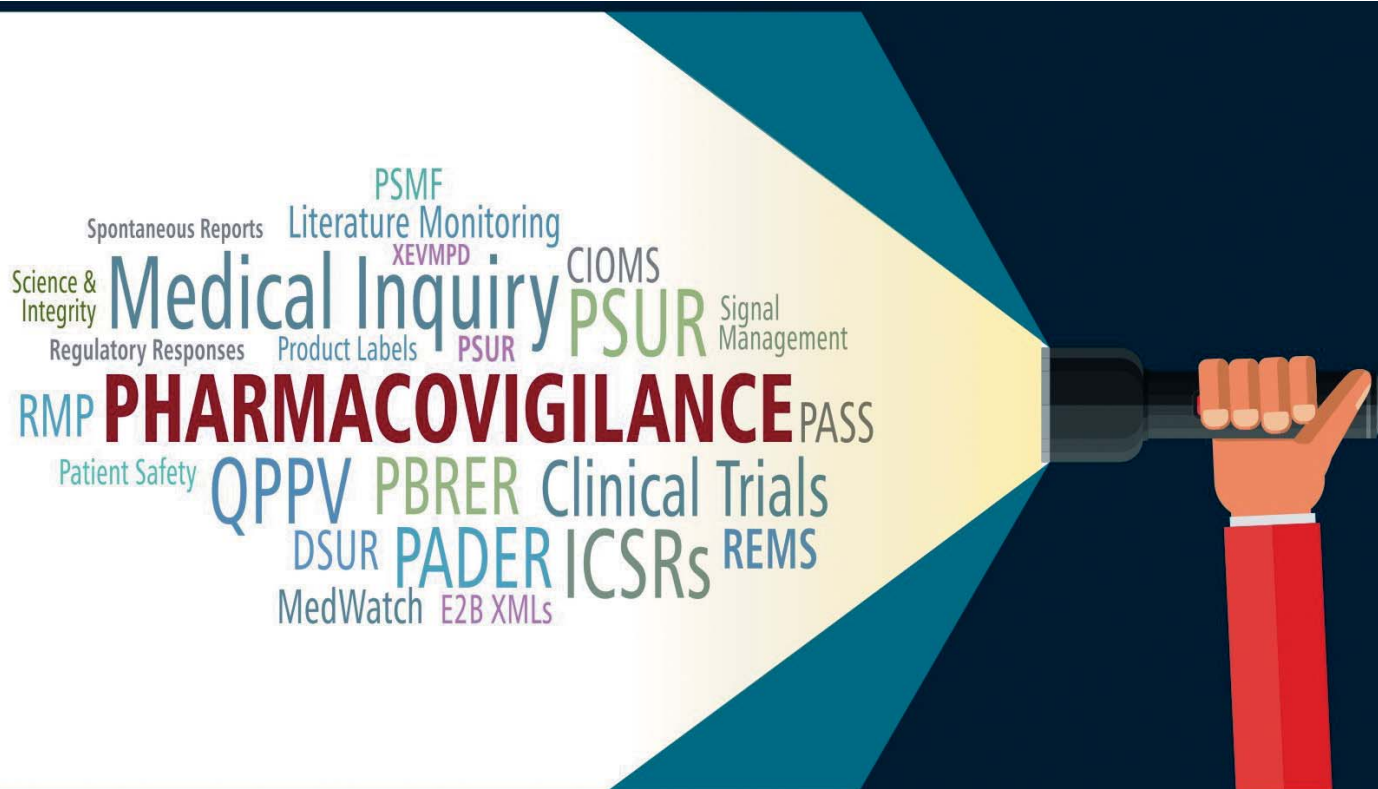 PSMF
Spontaneous Reports
Literature Monitoring
XEVMPD
Science &
Integrity
Medical Inquiry
CIOMS
PSUR
Signal
Management
Regulatory Responses
Product Labels
PSUR
RMP
PHARMACOVIGILANCE
PASS
Patient Safety
QPPV
PBRER
Clinical Trials
DSUR
PADER
ICSRs
REMS
MedWatch
E2B XMLs